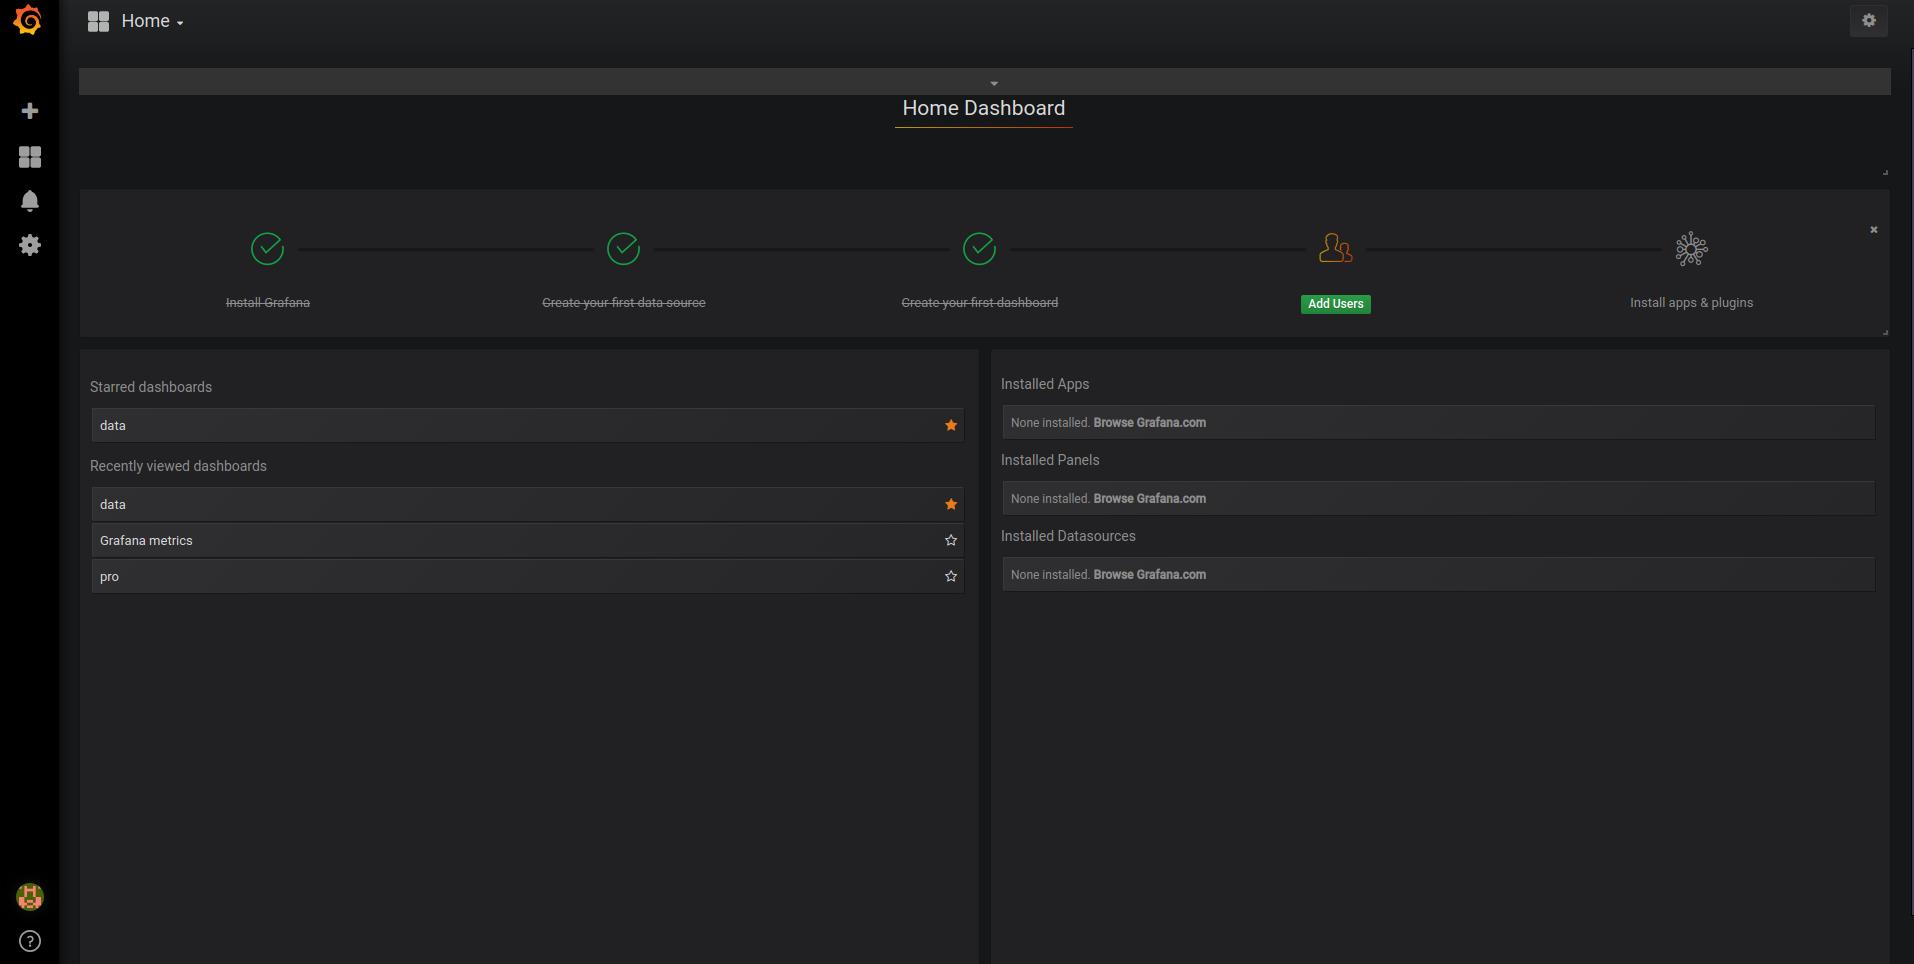 Home
Home Dashboard
Install Grafana
Create your first data source
Create your first dashboard
Add Users
Install apps & plugins
Starred dashboards
data
Recently viewed dashboards
data
Grafana metrics
pro
Installed Apps
None installed. Browse Grafana.com
Installed Panels
None installed. Browse Grafana.com
Installed Datasources
None installed. Browse Grafana.com
?